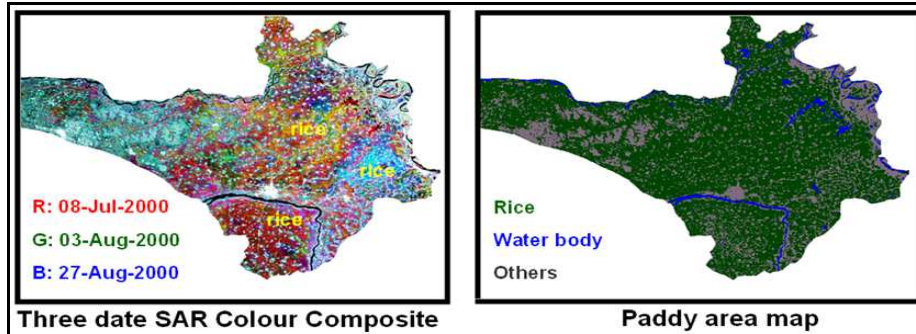 rice
rice
rice
R: 08-Jul-2000
G: 03-Aug-2000
B: 27-Aug-2000
Three date SAR Colour Composite
Rice
Water body
Others
Paddy area map